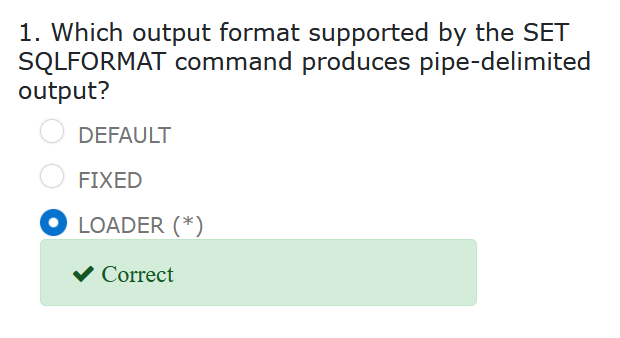 1. Which output format supported by the SET
SQLFORMAT command produces pipe-delimited
output?
DEFAULT
FIXED
LOADER (*)
Correct